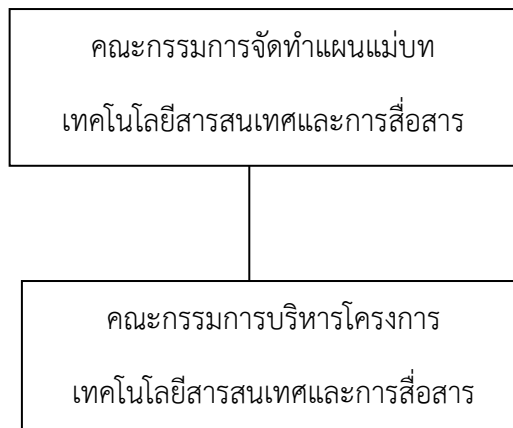 คณะกรรมการจัดทำแผนแม่บท
เทคโนโลยีสารสนเทศและการสื่อสาร
คณะกรรมการบริหารโครงการ
เทคโนโลยีสารสนเทศและการสื่อสาร